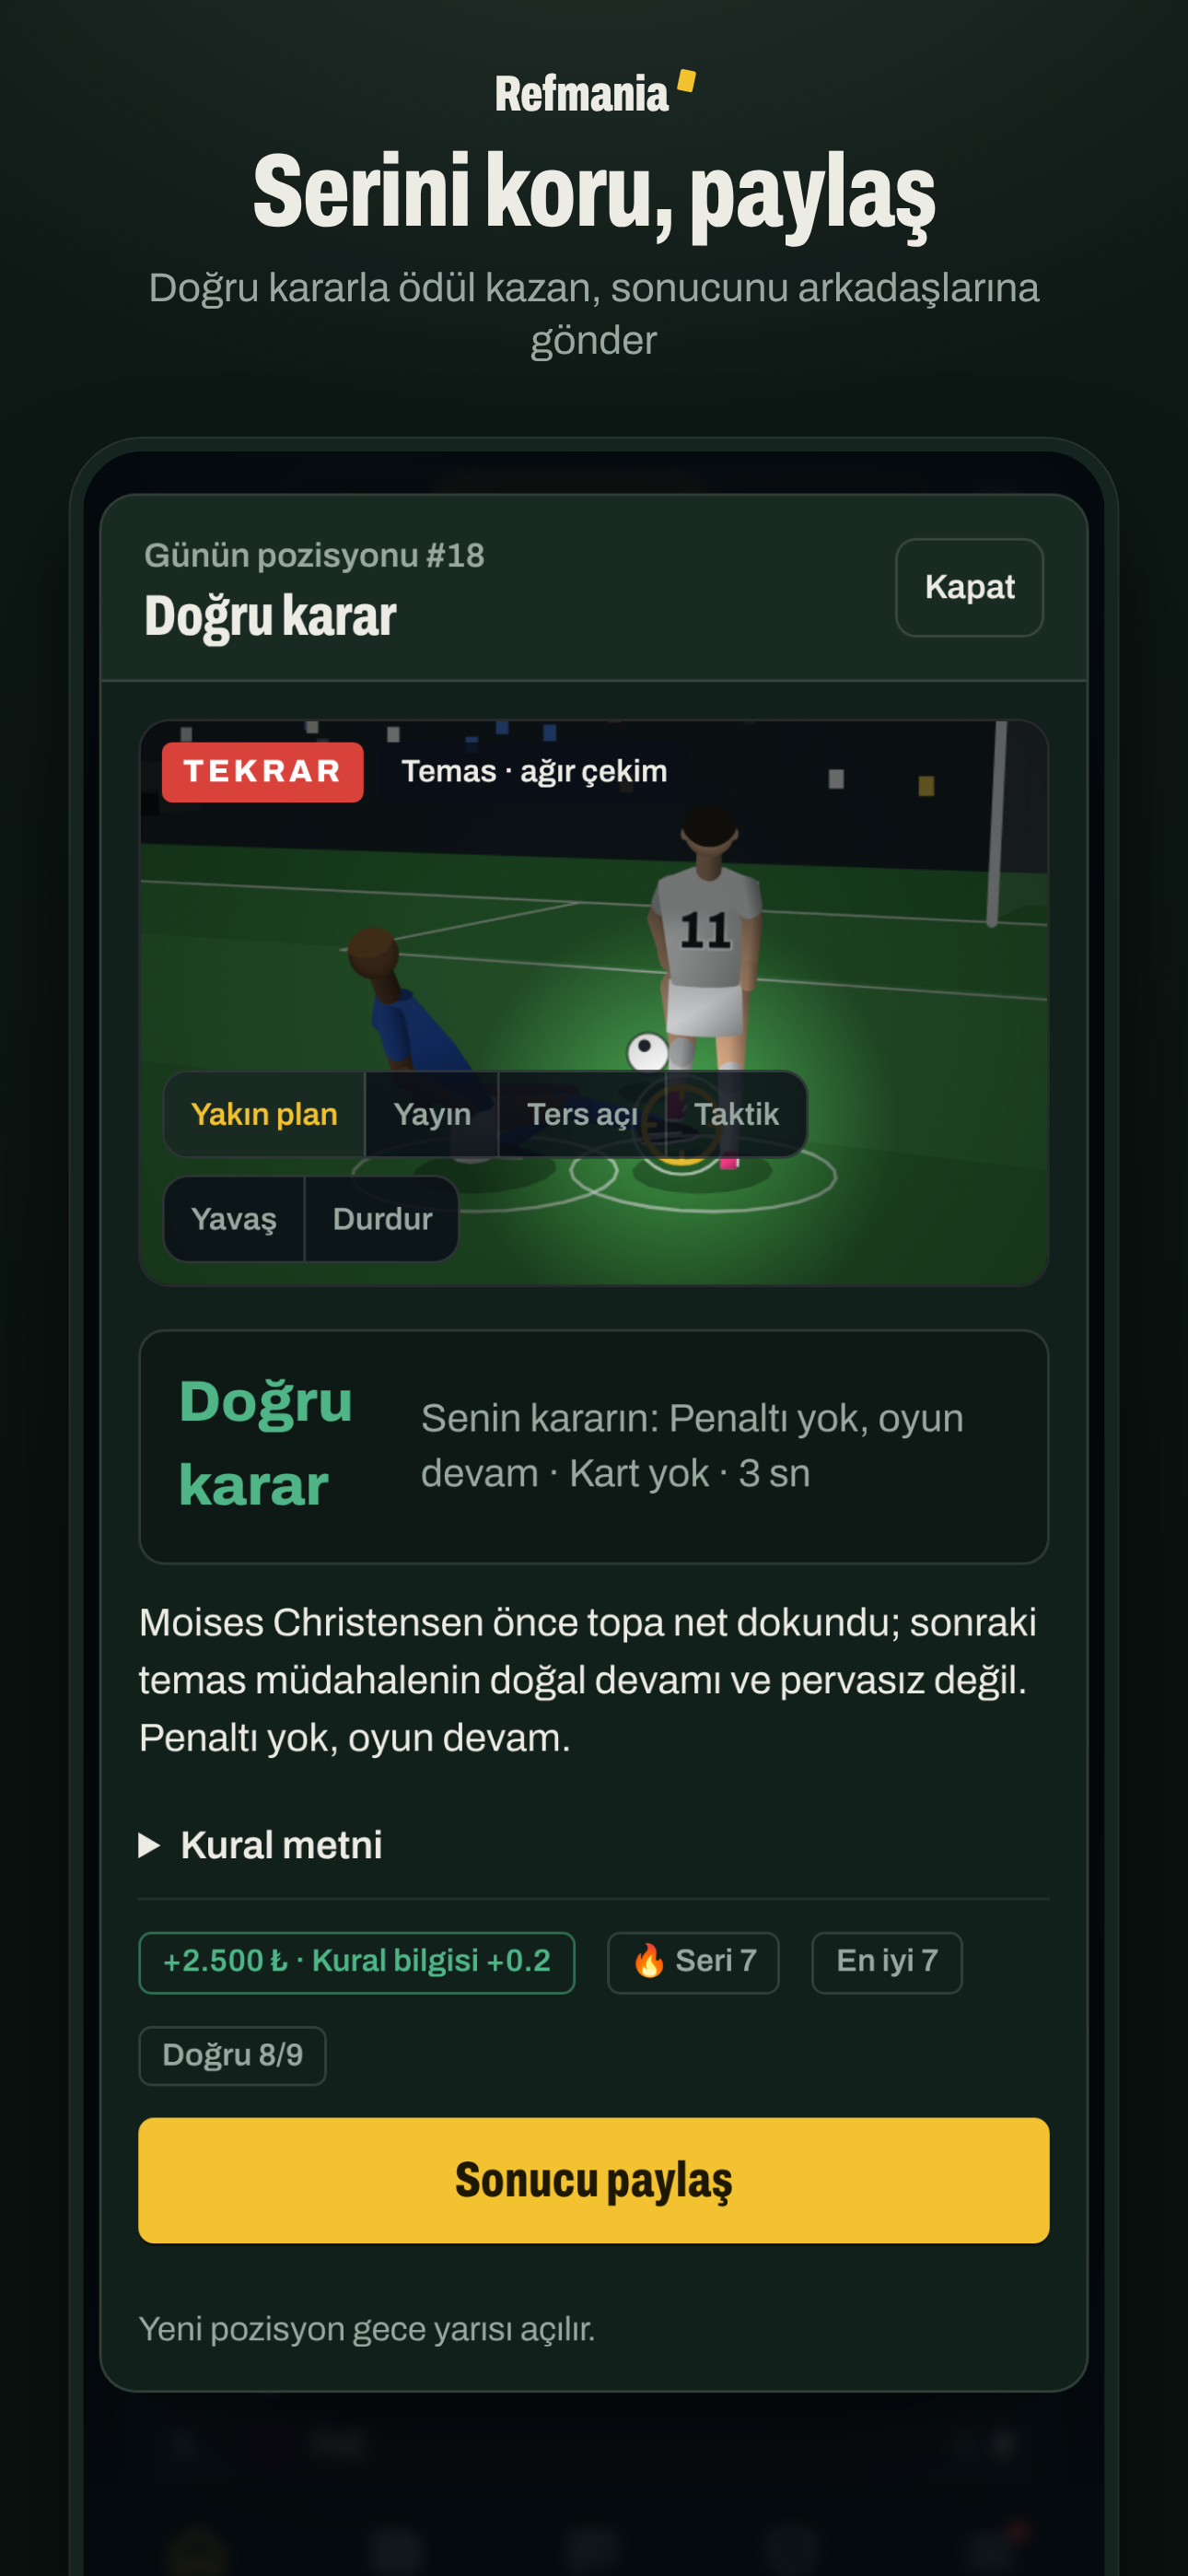 Refmania
Serini koru, paylaş
Doğru kararla ödül kazan, sonucunu arkadaşlarına
gönder
Günün pozisyonu #18
Doğru karar
Kapat
TEKRAR
Temas · ağır çekim
11
Yakın plan
Yayın
Ters açı
Taktik
Yavaş
Durdur
Doğru
karar
Senin kararın: Penaltı yok, oyun
devam · Kart yok · 3 sn
Moises Christensen önce topa net dokundu; sonraki
temas müdahalenin doğal devamı ve pervasız değil.
Penaltı yok, oyun devam.
▶ Kural metni
+2.500 ₺ · Kural bilgisi +0.2
🔥 Seri 7
En iyi 7
Doğru 8/9
Sonucu paylaş
Yeni pozisyon gece yarısı açılır.